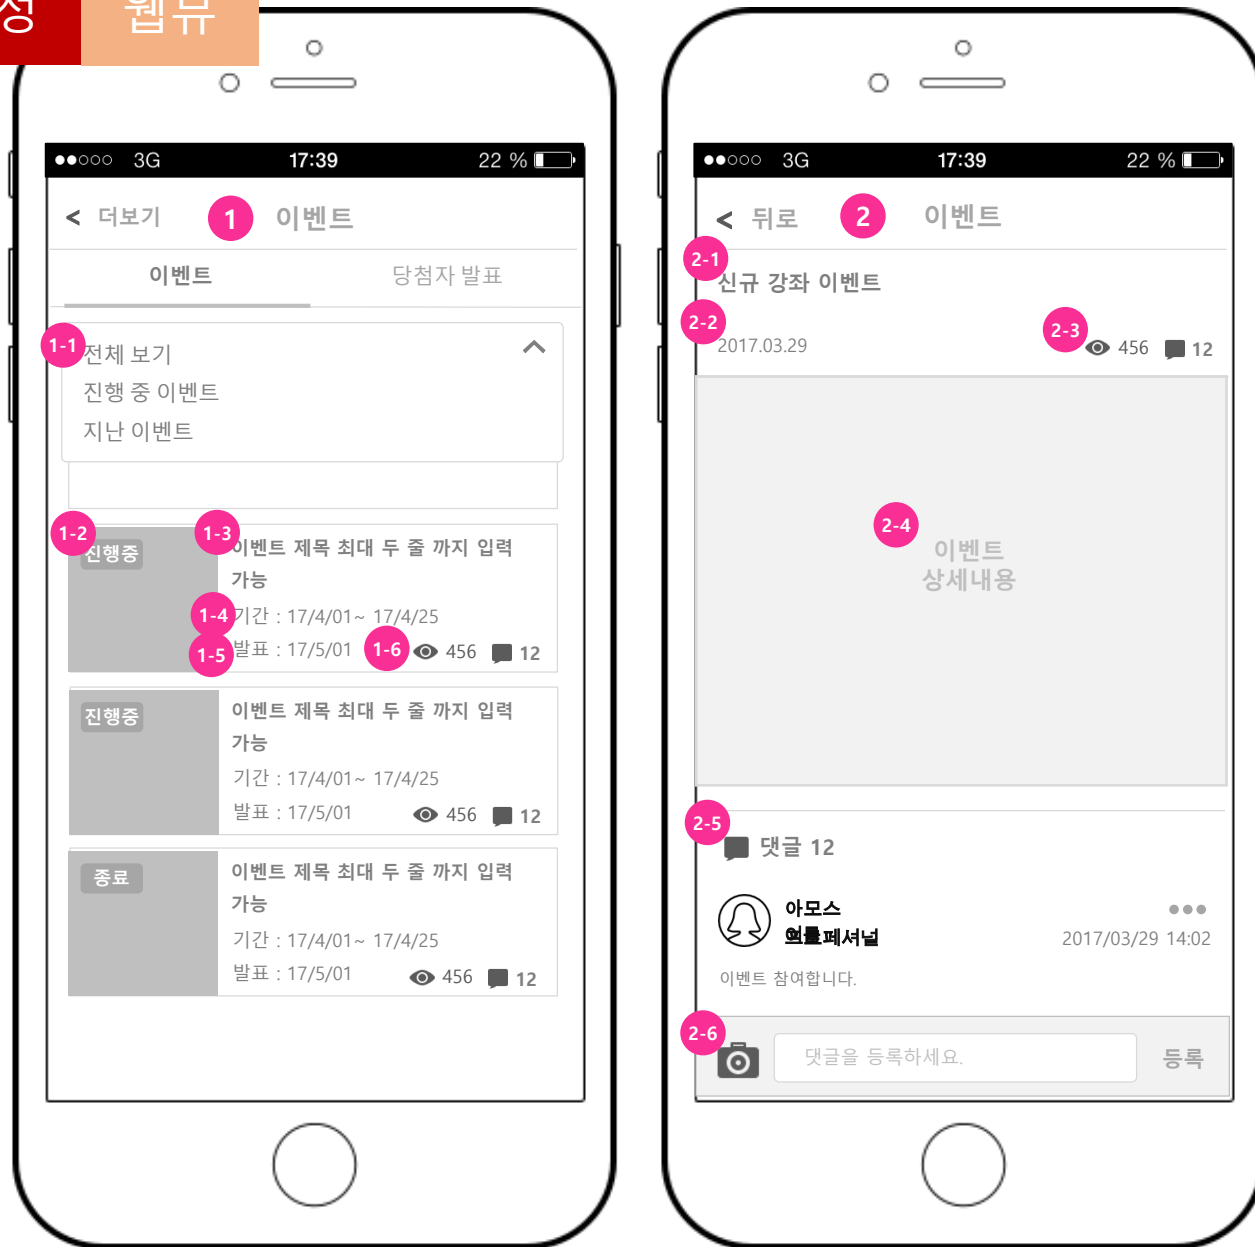 정
웹뷰
3G 17:39 22 %
< 더보기 1 이벤트
이벤트 당첨자 발표
1-1
전체 보기
진행 중 이벤트
지난 이벤트
1-2 1-3
진행중
이벤트 제목 최대 두 줄 까지 입력
가능
1-4 기간 : 17/4/01~ 17/4/25
1-5 발표 : 17/5/01 1-6 456 12
진행중
이벤트 제목 최대 두 줄 까지 입력
가능
기간 : 17/4/01~ 17/4/25
발표 : 17/5/01 456 12
종료
이벤트 제목 최대 두 줄 까지 입력
가능
기간 : 17/4/01~ 17/4/25
발표 : 17/5/01 456 12
3G 17:39 22 %
< 뒤로 2 이벤트
2-1
신규 강좌 이벤트
2-2
2017.03.29
2-3
456 12
2-4
이벤트
상세내용
2-5
댓글 12
아모스
페셔널
2017/03/29 14:02
이벤트 참여합니다.
2-6
댓글을 등록하세요. 등록